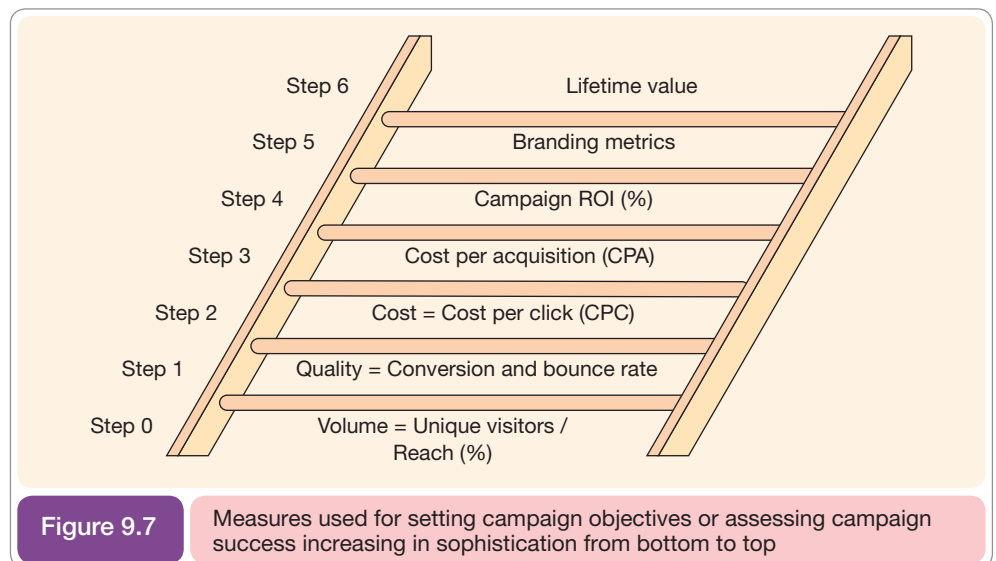 Step 6
Lifetime value
Step 5
Branding metrics
Step 4
Campaign ROI (%)
Step 3
Cost per acquisition (CPA)
Step 2
Cost = Cost per click (CPC)
Step 1
Quality = Conversion and bounce rate
Step 0
Volume = Unique visitors /
Reach (%)
Figure 9.7
Measures used for setting campaign objectives or assessing campaign
success increasing in sophistication from bottom to top